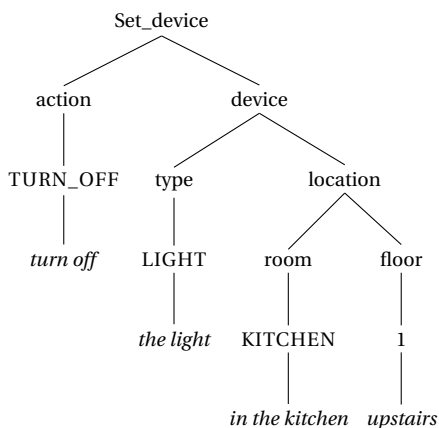 Set_device
action device
TURN_OFF type location
turn off LIGHT room floor
the light KITCHEN 1
in the kitchen upstairs